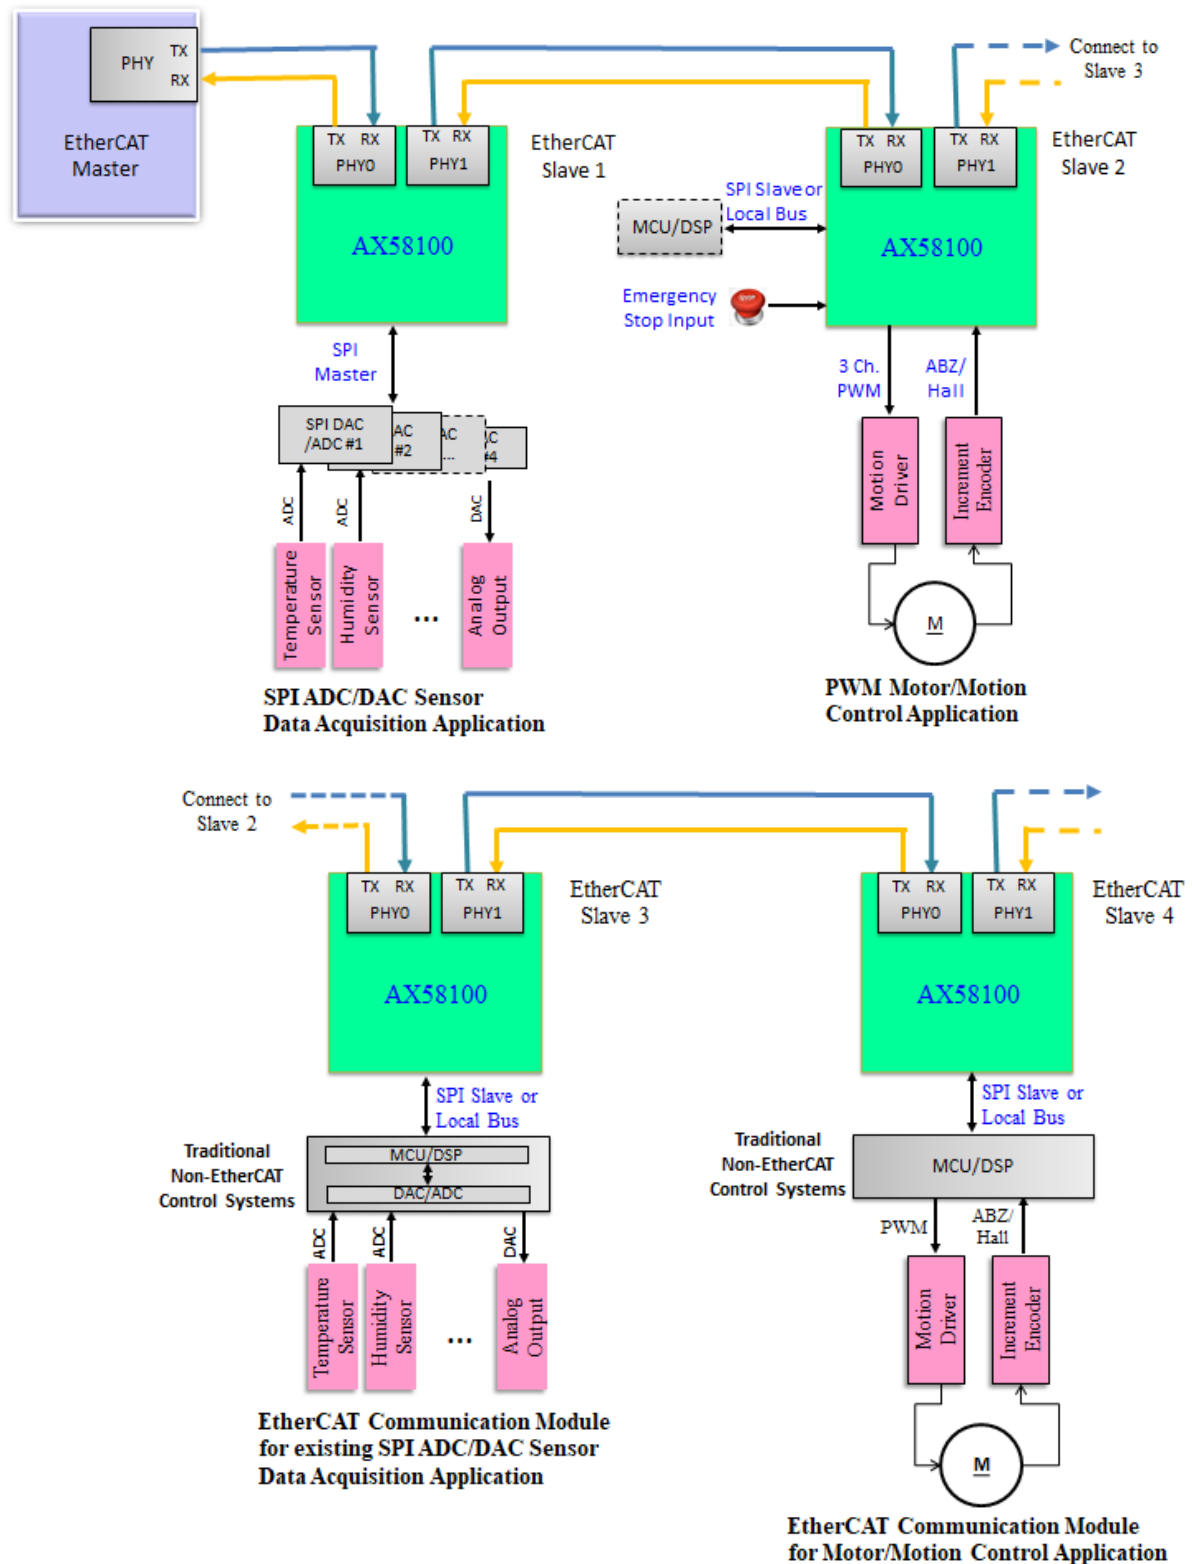 PHY
TX
RX
EtherCAT
Master
TX RX
PHY0
TX RX
PHY1
EtherCAT
Slave 1
AX58100
SPI
Master
SPI DAC
/ADC #1
AC
#2
AC
...
AC
#4
ADC
ADC
DAC
Temperature
Sensor
Humidity
Sensor
...
Analog
Output
SPI ADC/DAC Sensor
Data Acquisition Application
Connect to
Slave 3
TX RX
PHY0
TX RX
PHY1
EtherCAT
Slave 2
SPI Slave or
Local Bus
MCU/DSP
AX58100
Emergency
Stop Input
STOP
3 Ch.
PWM
ABZ/
Hall
Motion
Driver
Increment
Encoder
M
PWM Motor/Motion
Control Application
Connect to
Slave 2
TX RX
PHY0
TX RX
PHY1
EtherCAT
Slave 3
AX58100
SPI Slave or
Local Bus
Traditional
Non-EtherCAT
Control Systems
MCU/DSP
DAC/ADC
ADC
ADC
DAC
Temperature
Sensor
Humidity
Sensor
...
Analog
Output
EtherCAT Communication Module
for existing SPI ADC/DAC Sensor
Data Acquisition Application
TX RX
PHY0
TX RX
PHY1
EtherCAT
Slave 4
AX58100
SPI Slave or
Local Bus
Traditional
Non-EtherCAT
Control Systems
MCU/DSP
PWM
ABZ/
Hall
Motion
Driver
Increment
Encoder
M
EtherCAT Communication Module
for Motor/Motion Control Application